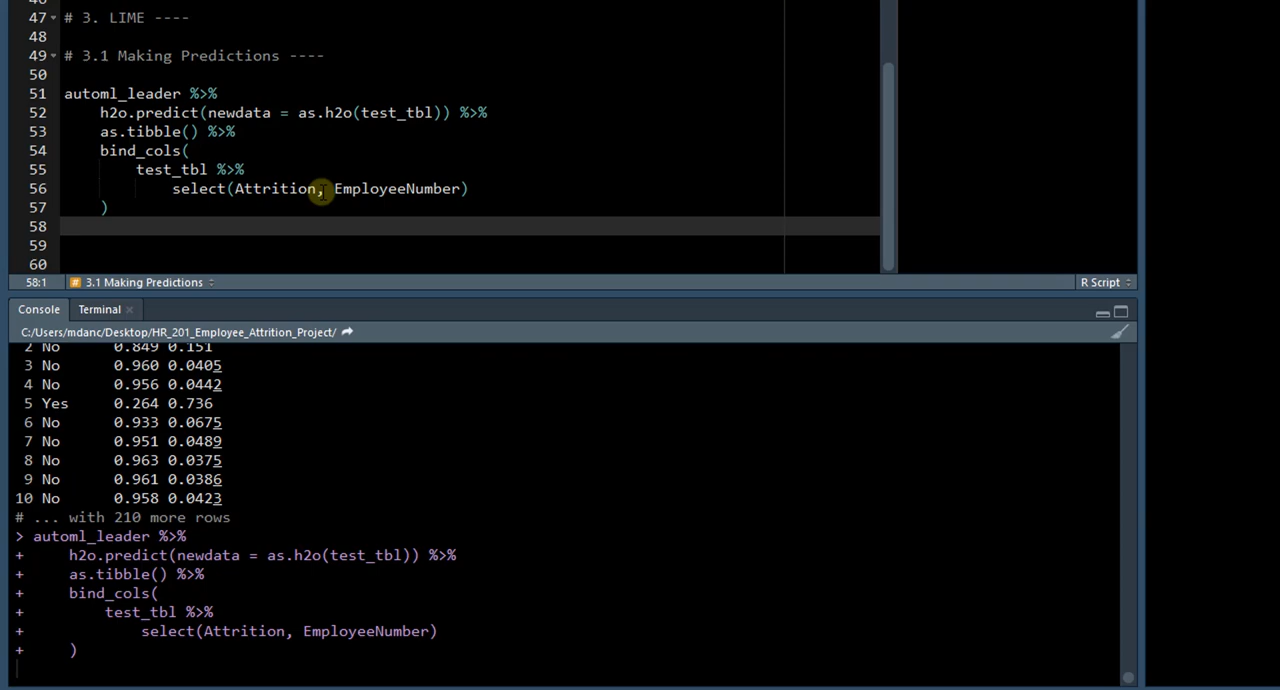 46
47 # 3. LIME ----
48
49 # 3.1 Making Predictions ----
50
51 automl_leader %>%
52 h2o.predict(newdata = as.h2o(test_tbl)) %>%
53 as.tibble() %>%
54 bind_cols(
55 test_tbl %>%
56 select(Attrition, EmployeeNumber)
57 )
58
59
60
58:1 # 3.1 Making Predictions R Script
Console Terminal
C:/Users/mdanc/Desktop/HR_201_Employee_Attrition_Project/
2 No 0.849 0.151
3 No 0.960 0.0405
4 No 0.956 0.0442
5 Yes 0.264 0.736
6 No 0.933 0.0675
7 No 0.951 0.0489
8 No 0.963 0.0375
9 No 0.961 0.0386
10 No 0.958 0.0423
# ... with 210 more rows
> automl_leader %>%
+ h2o.predict(newdata = as.h2o(test_tbl)) %>%
+ as.tibble() %>%
+ bind_cols(
+ test_tbl %>%
+ select(Attrition, EmployeeNumber)
+ )